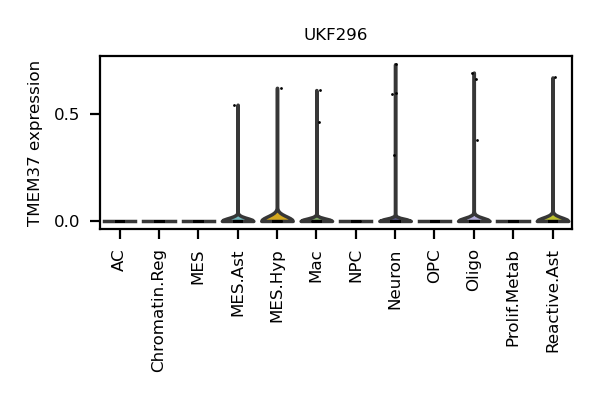 UKF296
TMEM37 expression
0.5
0.0
AC
Chromatin.Reg
MES
MES.Ast
MES.Hyp
Mac
NPC
Neuron
OPC
Oligo
Prolif.Metab
Reactive.Ast